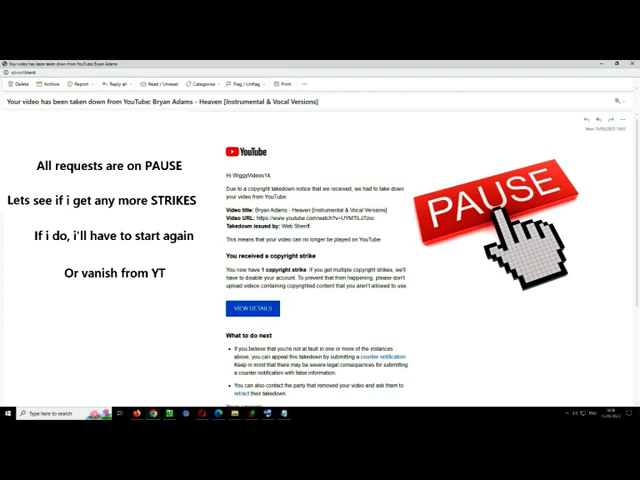 Your video has been taken down from YouTube: Bryan Adams
about:blank
Delete Archive Report Reply all Read / Unread Categorise Flag / Unflag Print
Your video has been taken down from YouTube: Bryan Adams - Heaven [Instrumental & Vocal Versions]
YouTube
Hi WiggyVideos14,
Due to a copyright takedown notice that we received, we had to take down
your video from YouTube:
Video title: Bryan Adams - Heaven [Instrumental & Vocal Versions]
Video URL:
Takedown issued by: Web Sheriff
This means that your video can no longer be played on YouTube
You received a copyright strike
You now have 1 copyright strike. If you get multiple copyright strikes, we'll
have to disable your account. To prevent that from happening, please don't
upload videos containing copyrighted content that you aren't allowed to use.
VIEW DETAILS
What to do next
If you believe that you're not at fault in one or more of the instances
above, you can appeal this takedown by submitting a counter notification.
Keep in mind that there may be severe legal consequences for submitting
a counter notification with false information.
You can also contact the party that removed your video and ask them to
retract their takedown.
All requests are on PAUSE
Lets see if i get any more STRIKES
If i do, i'll have to start again
Or vanish from YT
PAUSE
Type here to search
ENG